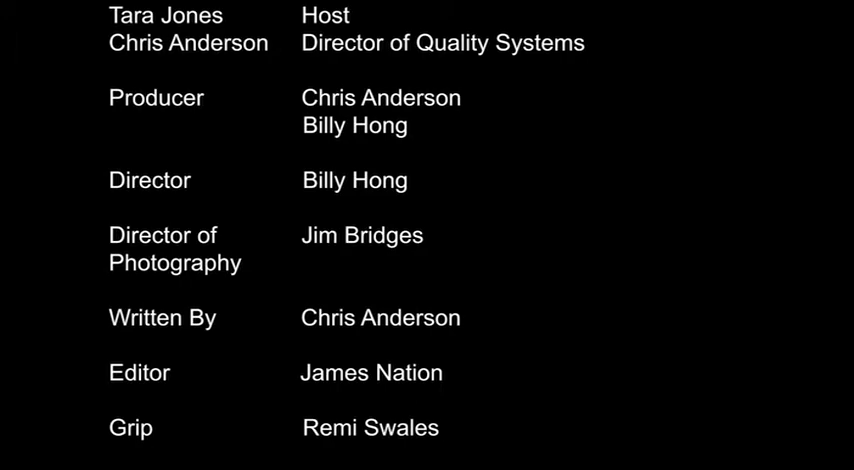 Tara Jones Host
Chris Anderson Director of Quality Systems
Producer Chris Anderson
Billy Hong
Director Billy Hong
Director of Jim Bridges
Photography
Written By Chris Anderson
Editor James Nation
Grip Remi Swales